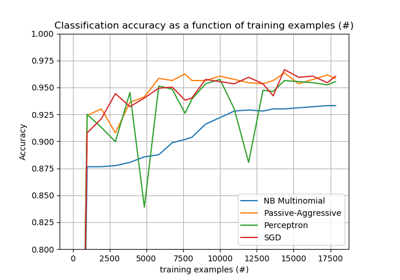 Classification accuracy as a function of training examples (#)
1.000
0.975
0.950
0.925
0.900
0.875
0.850
0.825
0.800
Accuracy
NB Multinomial
Passive-Aggressive
Perceptron
SGD
0 2500 5000 7500 10000 12500 15000 17500
training examples (#)